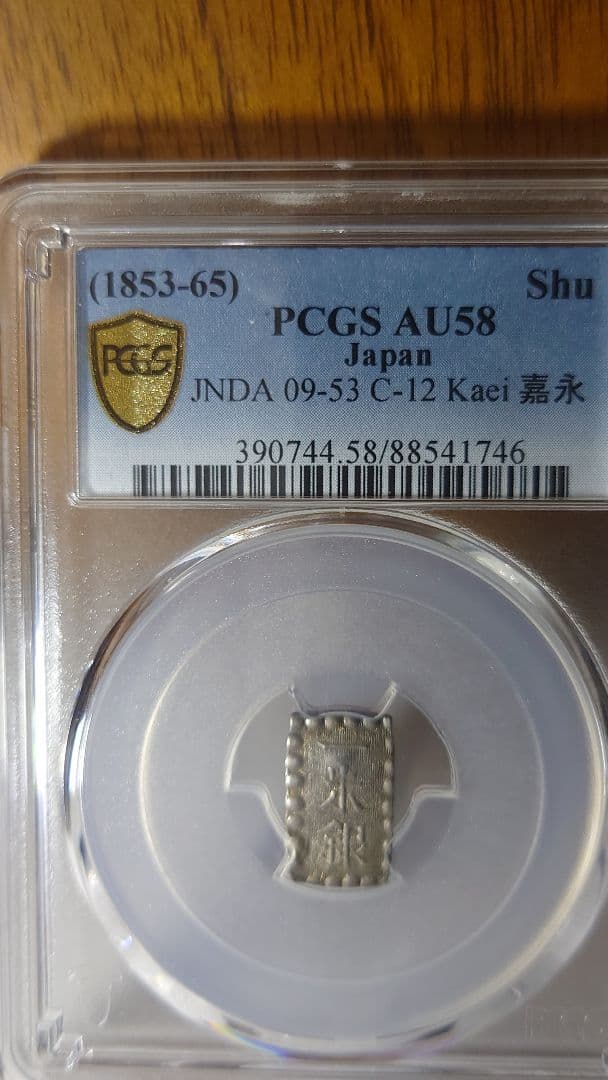 (1853-65) Shu
PCGS AU58
PCGS
Japan
JNDA 09-53 C-12 Kaei 嘉永
390744.58/88541746
一
朱
銀